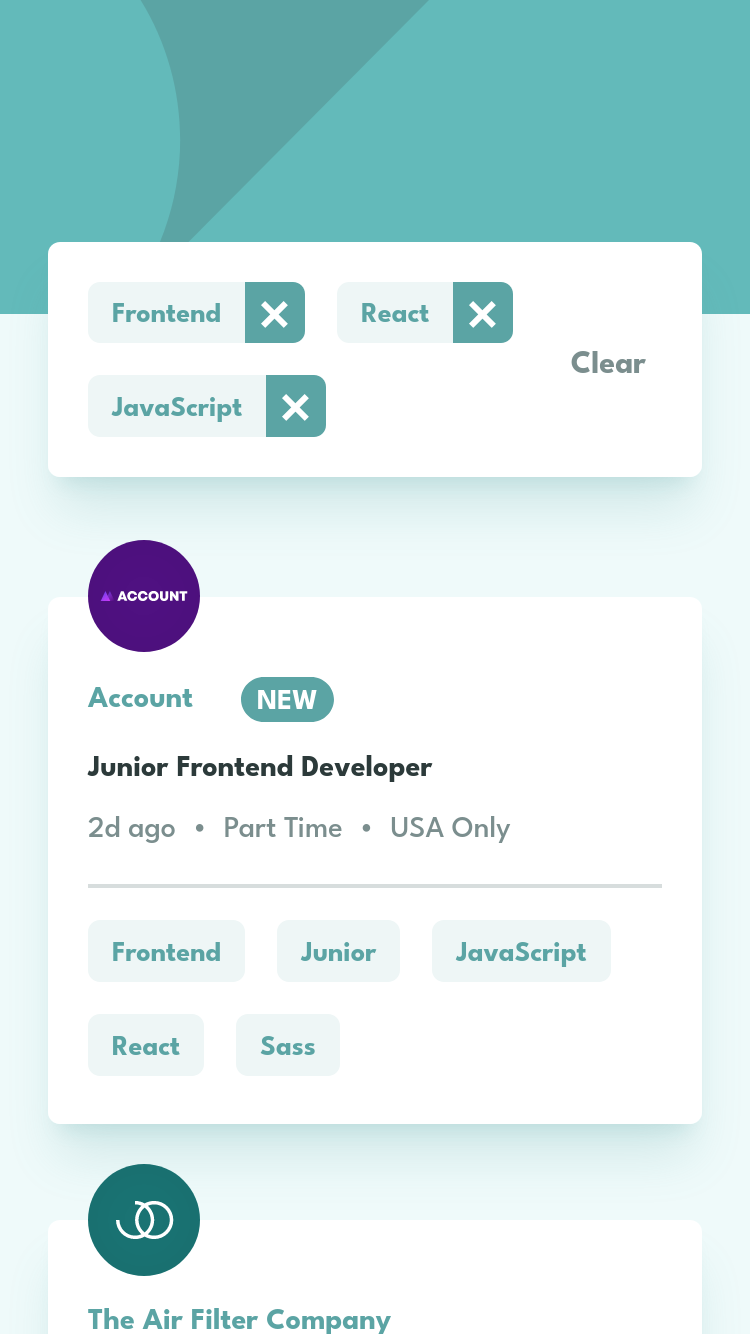 Frontend React
Clear
JavaScript
ACCOUNT
Account NEW
Junior Frontend Developer
2d ago • Part Time • USA Only
Frontend Junior JavaScript
React Sass
The Air Filter Company